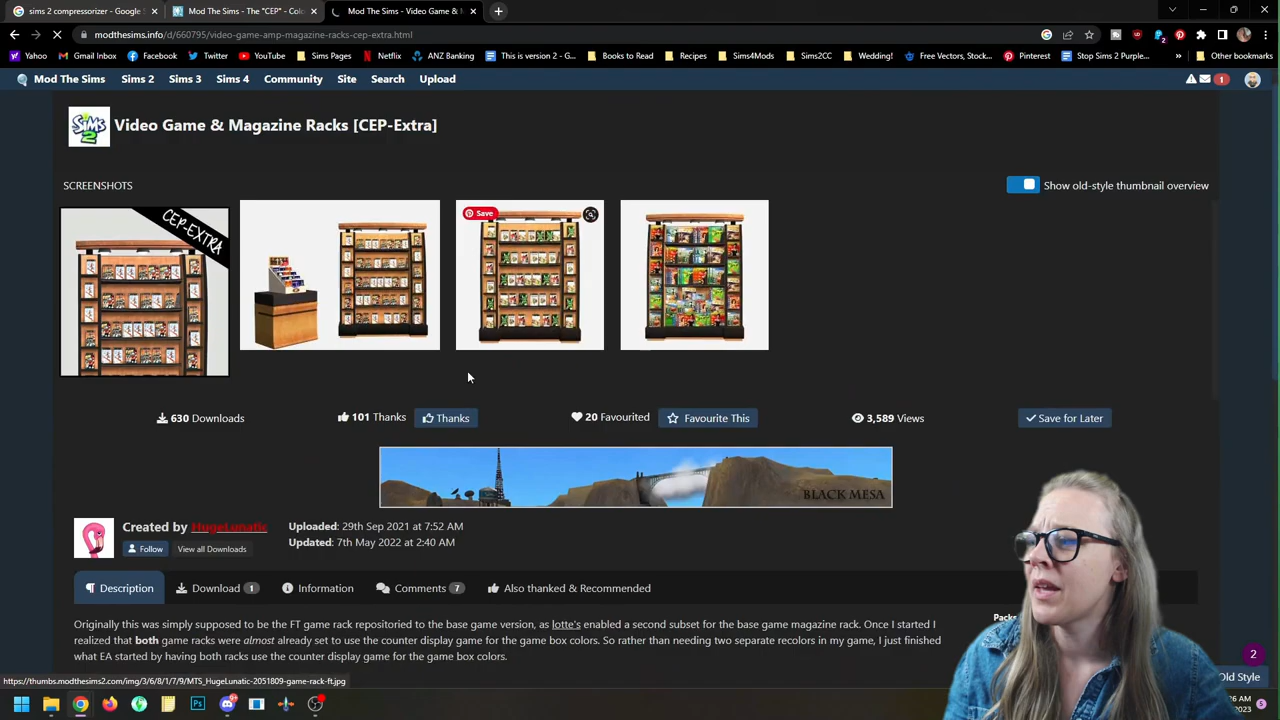 sims 2 compressorizer - Google S
Mod The Sims - The "CEP" - Colo
Mod The Sims - Video Game & M
modthesims.info/d/660795/video-game-amp-magazine-racks-cep-extra.html
Yahoo
Gmail Inbox
Facebook
Twitter
YouTube
Sims Pages
Netflix
ANZ Banking
This is version 2 - G...
Books to Read
Recipes
Sims4Mods
Sims2CC
Wedding!
Free Vectors, Stock...
Pinterest
Stop Sims 2 Purple...
»
Other bookmarks
Mod The Sims
Sims 2
Sims 3
Sims 4
Community
Site
Search
Upload
1
Video Game & Magazine Racks [CEP-Extra]
SCREENSHOTS
Show old-style thumbnail overview
CEP-EXTRA
Save
630 Downloads
101 Thanks
Thanks
20 Favourited
Favourite This
3,589 Views
Save for Later
BLACK MESA
Created by HugeLunatic
Follow
View all Downloads
Uploaded: 29th Sep 2021 at 7:52 AM
Updated: 7th May 2022 at 2:40 AM
Description
Download 1
Information
Comments 7
Also thanked & Recommended
Originally this was simply supposed to be the FT game rack repositoried to the base game version, as lotte's enabled a second subset for the base game magazine rack. Once I started I
realized that both game racks were almost already set to use the counter display game for the game box colors. So rather than needing two separate recolors in my game, I just finished
what EA started by having both racks use the counter display game for the game box colors.
Packs
2
Old Style
https://thumbs.modthesims2.com/img/3/6/8/1/7/9/MTS_HugeLunatic-2051809-game-rack-ft.jpg